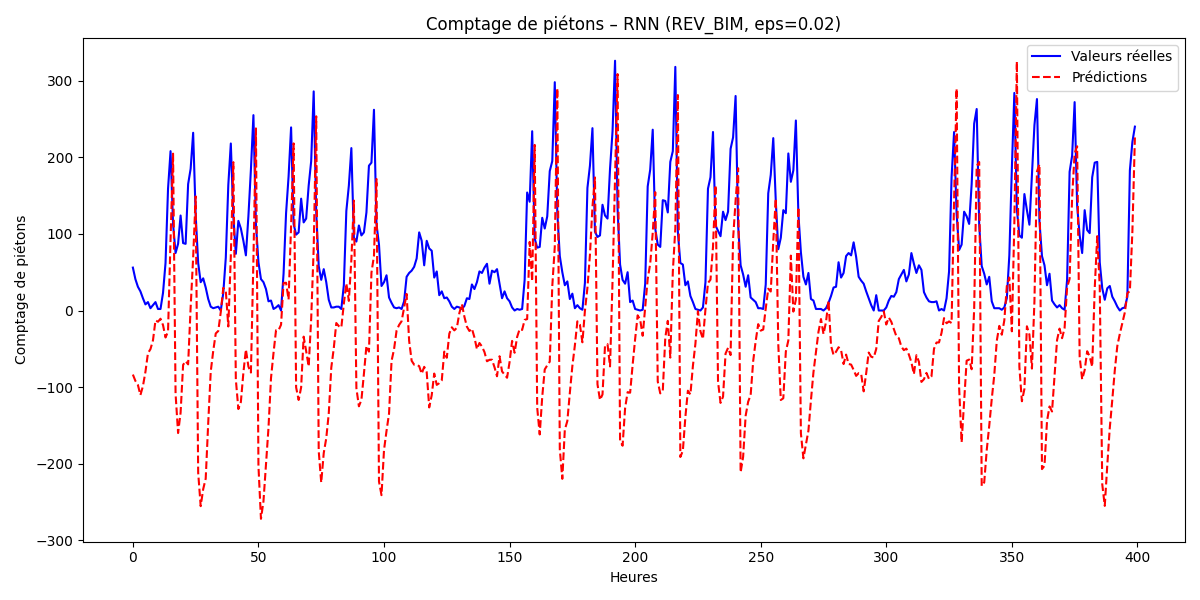 Comptage de piétons – RNN (REV_BIM, eps=0.02)
Valeurs réelles
Prédictions
Comptage de piétons
300
200
100
0
−100
−200
−300
0 50 100 150 200 250 300 350 400
Heures